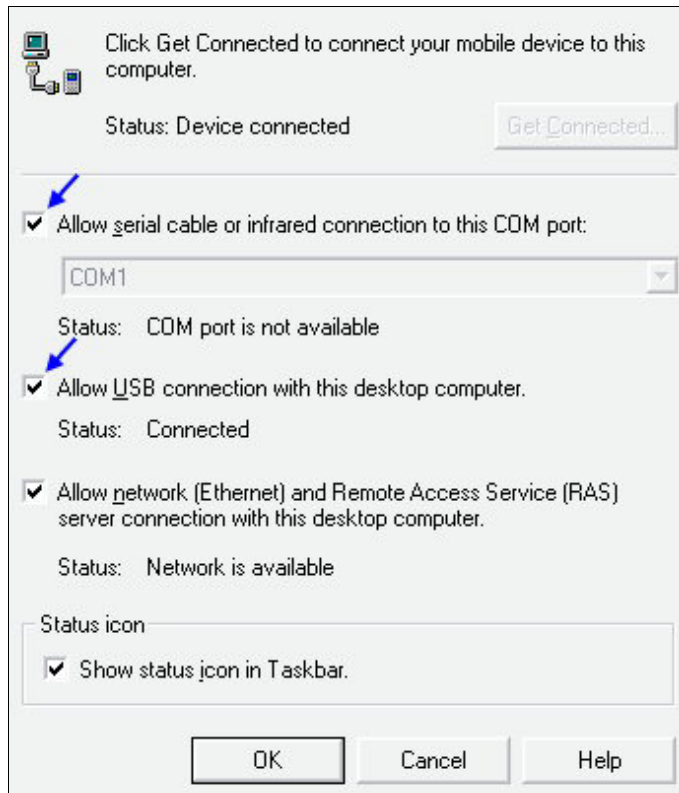 Click Get Connected to connect your mobile device to this
computer.
Status: Device connected
Get Connected...
Allow serial cable or infrared connection to this COM port:
COM1
Status: COM port is not available
Allow USB connection with this desktop computer.
Status: Connected
Allow network (Ethernet) and Remote Access Service (RAS)
server connection with this desktop computer.
Status: Network is available
Status icon
Show status icon in Taskbar.
OK
Cancel
Help